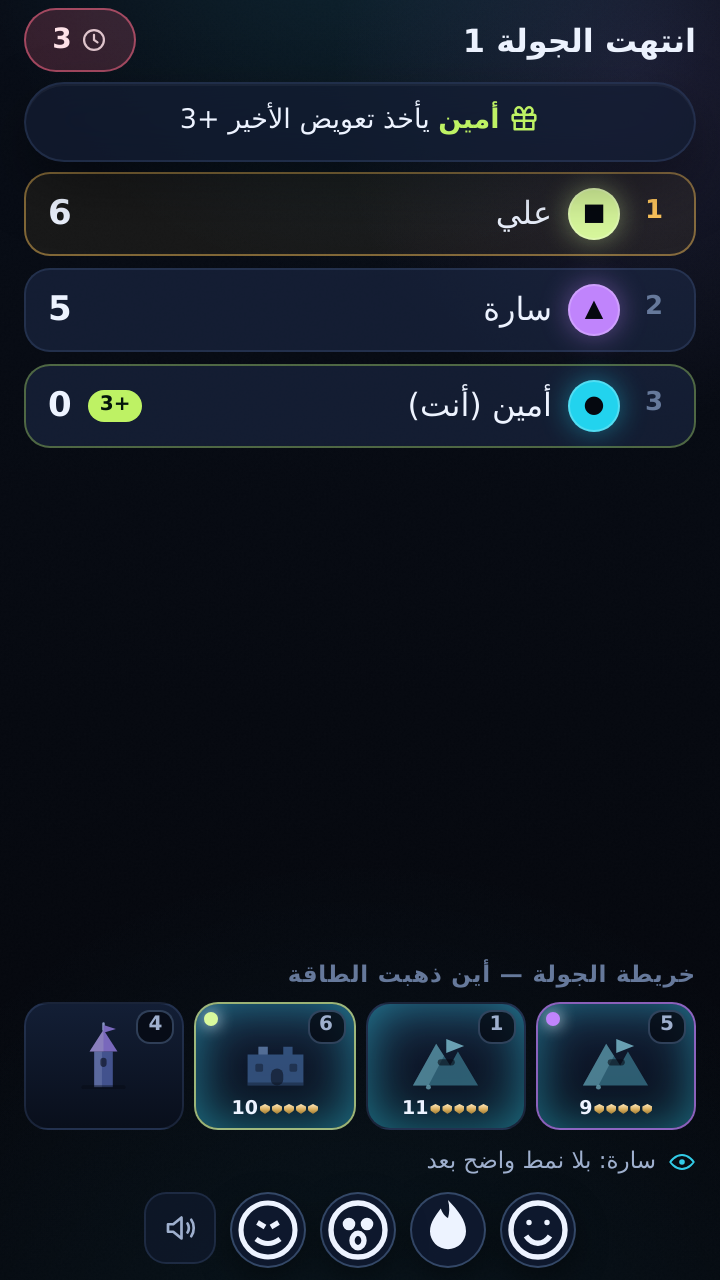 انتهت الجولة 1
3
أمين يأخذ تعويض الأخير +3
1 علي 6
2 سارة 5
3 أمين (أنت) +3 0
خريطة الجولة — أين ذهبت الطاقة
5 1 6 4
9 11 10
سارة: بلا نمط واضح بعد